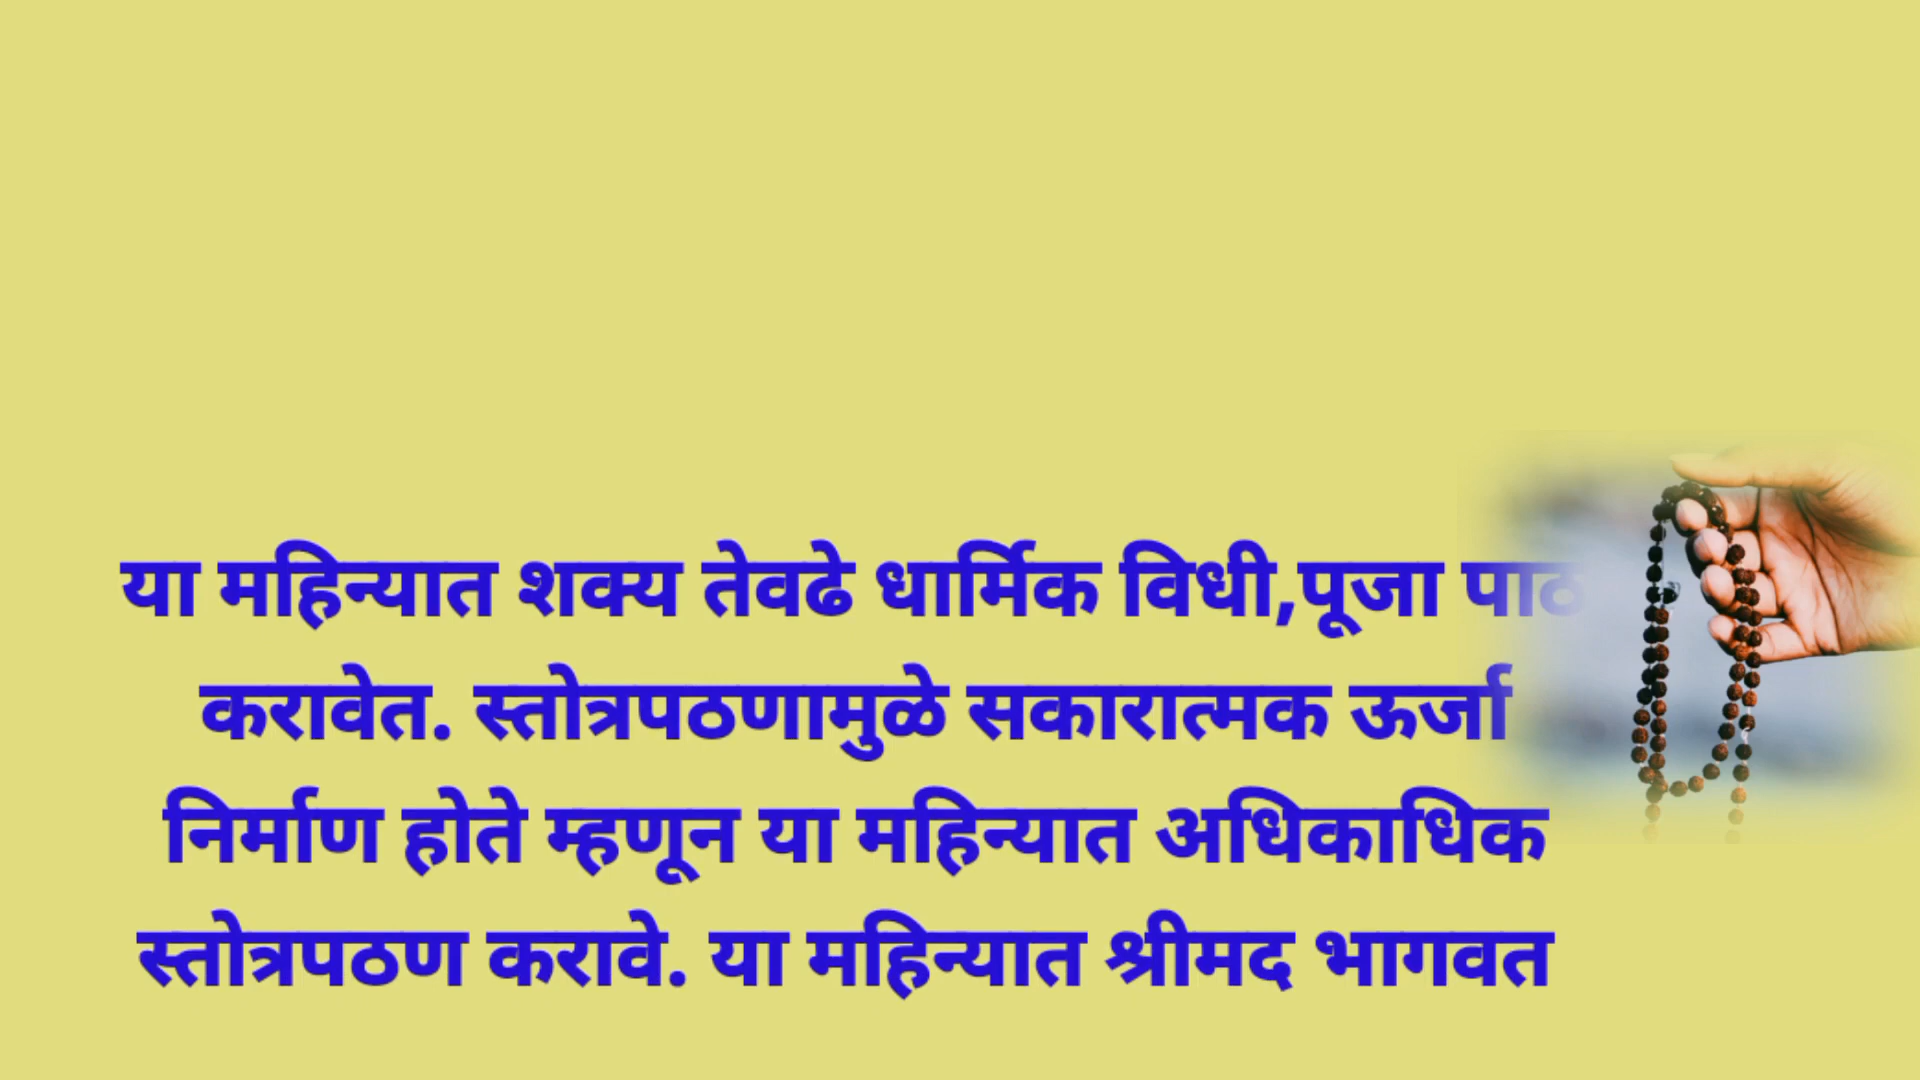 या महिन्यात शक्य तेवढे धार्मिक विधी,पूजा पाठ
करावेत. स्तोत्रपठणामुळे सकारात्मक ऊर्जा
निर्माण होते म्हणून या महिन्यात अधिकाधिक
स्तोत्रपठण करावे. या महिन्यात श्रीमद भागवत